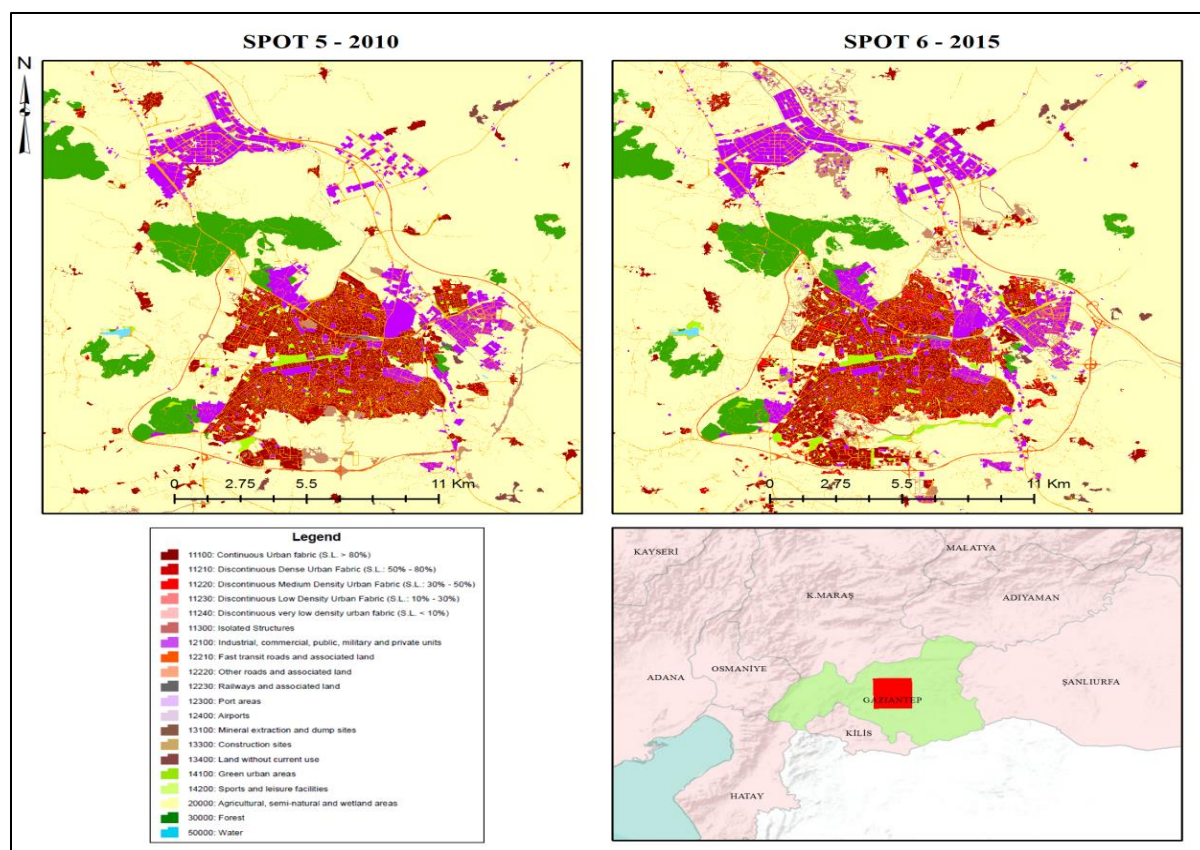 SPOT 5 - 2010
SPOT 6 - 2015
N
0 2.75 5.5 11 Km
0 2.75 5.5 11 Km
Legend
11100: Continuous Urban fabric (S.L. > 80%)
11210: Discontinuous Dense Urban Fabric (S.L.: 50% - 80%)
11220: Discontinuous Medium Density Urban Fabric (S.L.: 30% - 50%)
11230: Discontinuous Low Density Urban Fabric (S.L.: 10% - 30%)
11240: Discontinuous very low density urban fabric (S.L. < 10%)
11300: Isolated Structures
12100: Industrial, commercial, public, military and private units
12210: Fast transit roads and associated land
12220: Other roads and associated land
12230: Railways and associated land
12300: Port areas
12400: Airports
13100: Mineral extraction and dump sites
13300: Construction sites
13400: Land without current use
14100: Green urban areas
14200: Sports and leisure facilities
20000: Agricultural, semi-natural and wetland areas
30000: Forest
50000: Water
KAYSERİ
MALATYA
K.MARAŞ
ADIYAMAN
OSMANİYE
ADANA
ŞANLIURFA
GAZİANTEP
KİLİS
HATAY